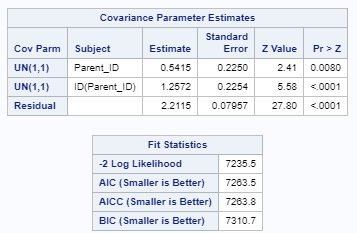 Covariance Parameter Estimates
Cov Parm Subject Estimate Standard Error Z Value Pr > Z
UN(1,1) Parent_ID 0.5415 0.2250 2.41 0.0080
UN(1,1) ID(Parent_ID) 1.2572 0.2254 5.58 <.0001
Residual 2.2115 0.07957 27.80 <.0001
Fit Statistics
-2 Log Likelihood 7235.5
AIC (Smaller is Better) 7263.5
AICC (Smaller is Better) 7263.8
BIC (Smaller is Better) 7310.7